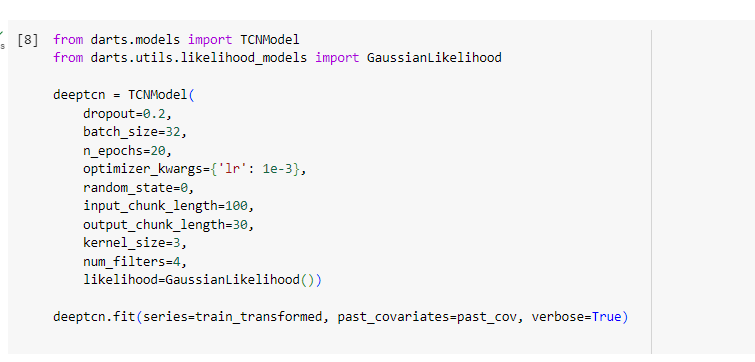 [8] from darts.models import TCNModel
from darts.utils.likelihood_models import GaussianLikelihood
deeptcn = TCNModel(
dropout=0.2,
batch_size=32,
n_epochs=20,
optimizer_kwargs={'lr': 1e-3},
random_state=0,
input_chunk_length=100,
output_chunk_length=30,
kernel_size=3,
num_filters=4,
likelihood=GaussianLikelihood())
deeptcn.fit(series=train_transformed, past_covariates=past_cov, verbose=True)